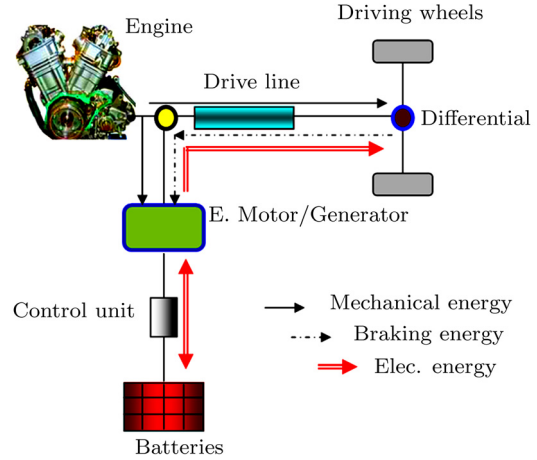 Driving wheels
Engine
Drive line
Differential
E. Motor/Generator
Control unit
Mechanical energy
Braking energy
Elec. energy
Batteries